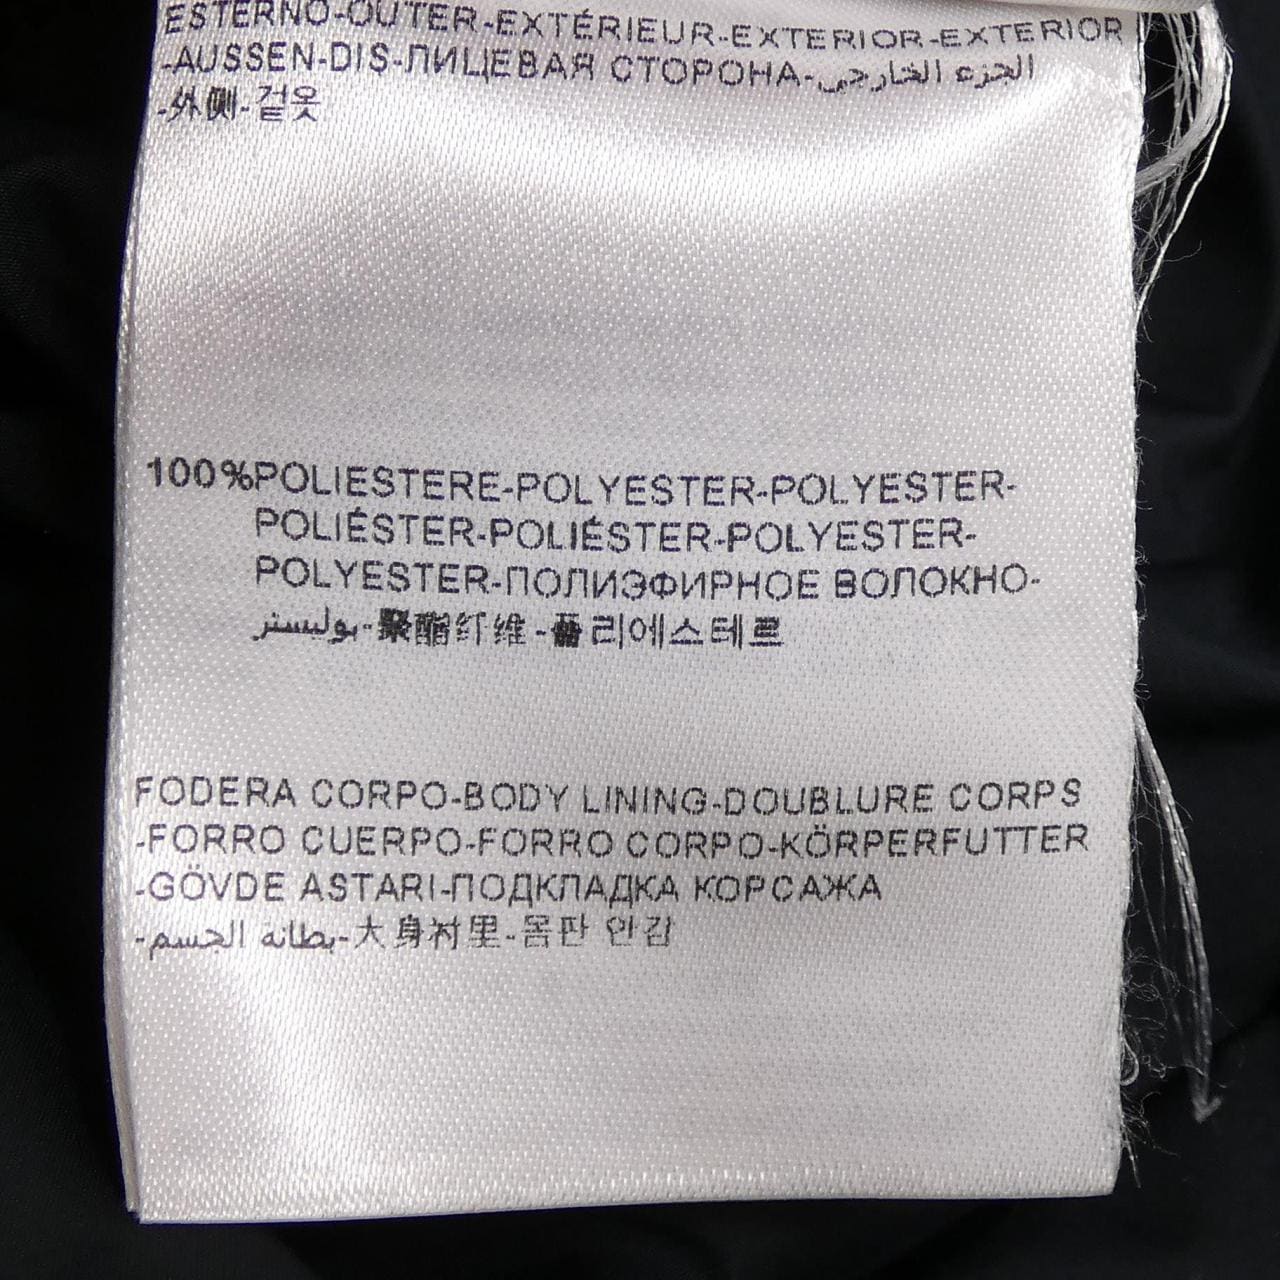 ESTERNO-OUTER-EXTÉRIEUR-EXTERIOR-EXTERIOR
-AUSSEN-DIS-ЛИЦЕВАЯ СТОРОНА-الجزء الخارجي
-外侧-겉옷
100%POLIESTERE-POLYESTER-POLYESTER-
POLIÉSTER-POLIÉSTER-POLYESTER-
POLYESTER-ПОЛИЭФИРНОЕ ВОЛОКНО-
بوليستر-聚酯纤维-폴리에스테르
FODERA CORPO-BODY LINING-DOUBLURE CORPS
-FORRO CUERPO-FORRO CORPO-KÖRPERFUTTER
-GÖVDE ASTARI-ПОДКЛАДКА КОРСАЖА
-بطانه الجسم-大身衬里-몸판 안감